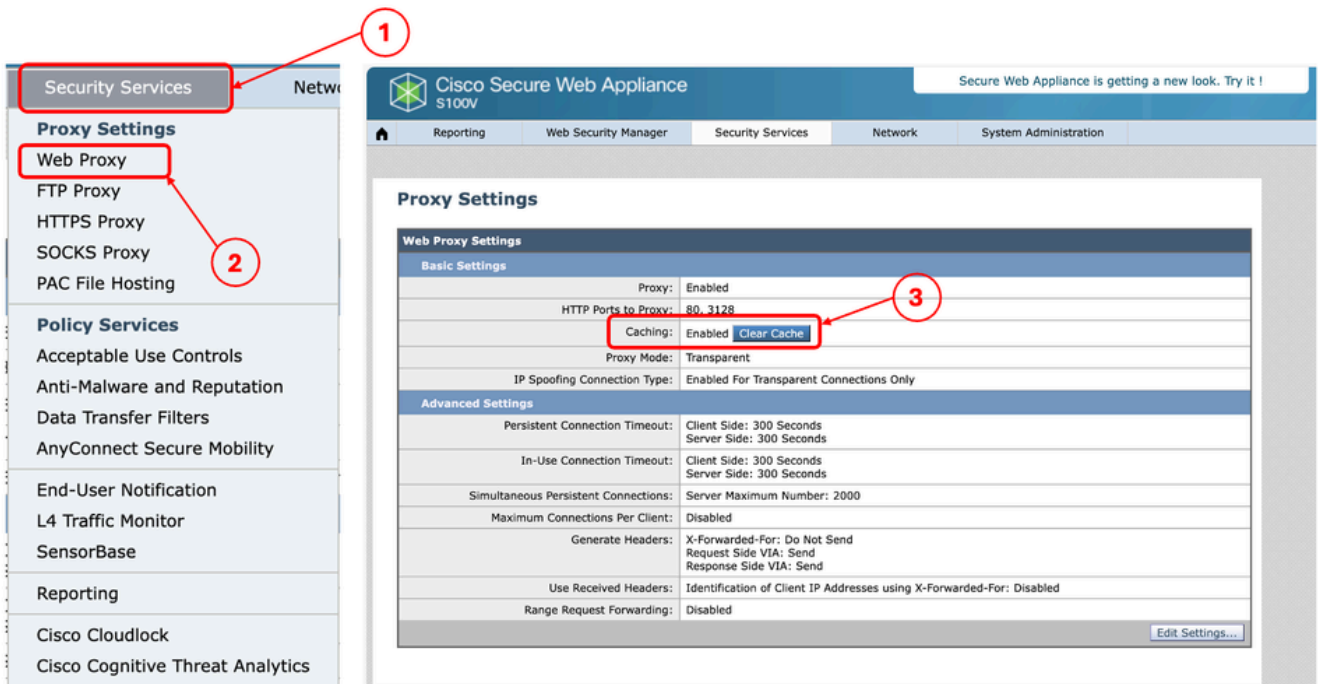 1
Security Services
Netwo
Proxy Settings
Web Proxy
FTP Proxy
HTTPS Proxy
SOCKS Proxy
2
PAC File Hosting
Policy Services
Acceptable Use Controls
Anti-Malware and Reputation
Data Transfer Filters
AnyConnect Secure Mobility
End-User Notification
L4 Traffic Monitor
SensorBase
Reporting
Cisco Cloudlock
Cisco Cognitive Threat Analytics
Cisco Secure Web Appliance
S100V
Secure Web Appliance is getting a new look. Try it !
Reporting Web Security Manager Security Services Network System Administration
Proxy Settings
Web Proxy Settings
Basic Settings
Proxy: Enabled
HTTP Ports to Proxy: 80, 3128
3
Caching: Enabled Clear Cache
Proxy Mode: Transparent
IP Spoofing Connection Type: Enabled For Transparent Connections Only
Advanced Settings
Persistent Connection Timeout: Client Side: 300 Seconds
Server Side: 300 Seconds
In-Use Connection Timeout: Client Side: 300 Seconds
Server Side: 300 Seconds
Simultaneous Persistent Connections: Server Maximum Number: 2000
Maximum Connections Per Client: Disabled
Generate Headers: X-Forwarded-For: Do Not Send
Request Side VIA: Send
Response Side VIA: Send
Use Received Headers: Identification of Client IP Addresses using X-Forwarded-For: Disabled
Range Request Forwarding: Disabled
Edit Settings...